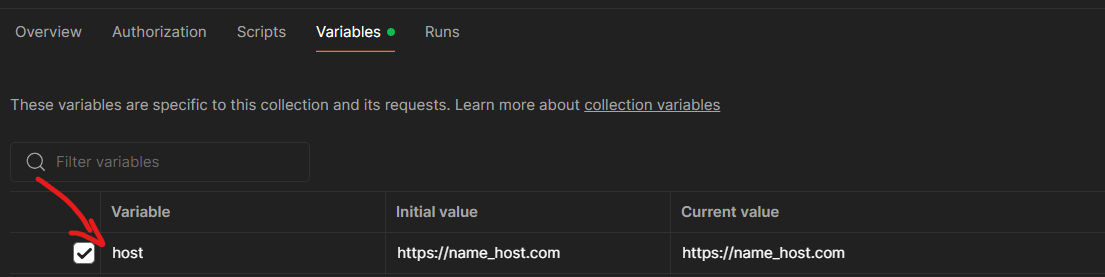 Overview Authorization Scripts Variables Runs
These variables are specific to this collection and its requests. Learn more about collection variables
Filter variables
Variable Initial value Current value
host https://name_host.com https://name_host.com